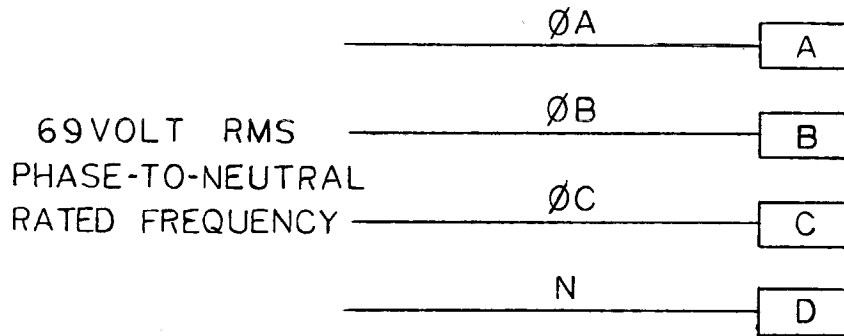 ØA
A
ØB
B
69VOLT RMS
PHASE-TO-NEUTRAL
RATED FREQUENCY
ØC
C
N
D